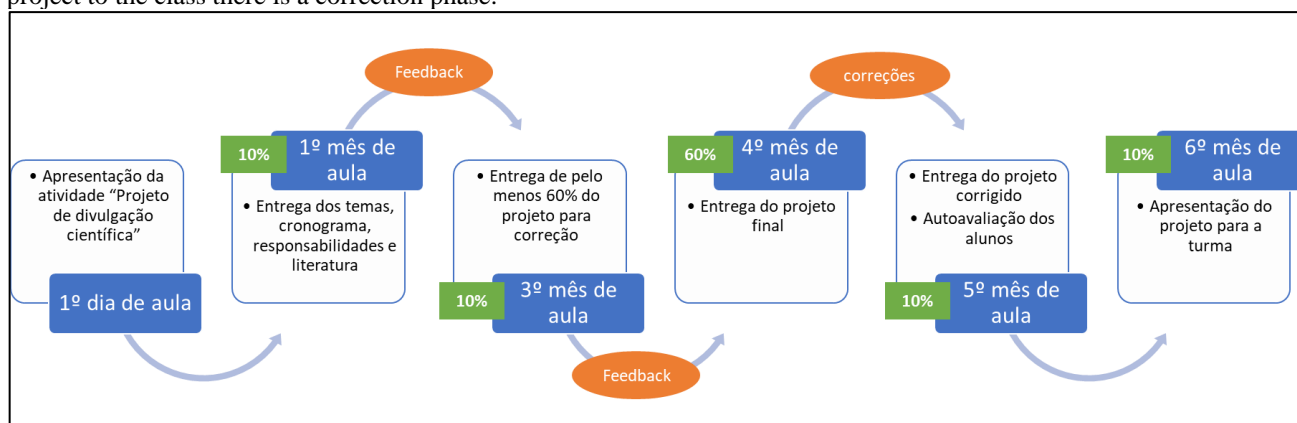 project to the class there is a correction phase.
Feedback
correções
10%
1º mês de
aula
60%
4º mês de
aula
10%
6º mês de
aula
• Apresentação da
atividade “Projeto
de divulgação
científica”
• Entrega dos temas,
cronograma,
responsabilidades e
literatura
• Entrega de pelo
menos 60% do
projeto para
correção
• Entrega do projeto
final
• Entrega do projeto
corrigido
• Autoavaliação dos
alunos
• Apresentação do
projeto para a
turma
1º dia de aula
10%
3º mês de
aula
10%
5º mês de
aula
Feedback